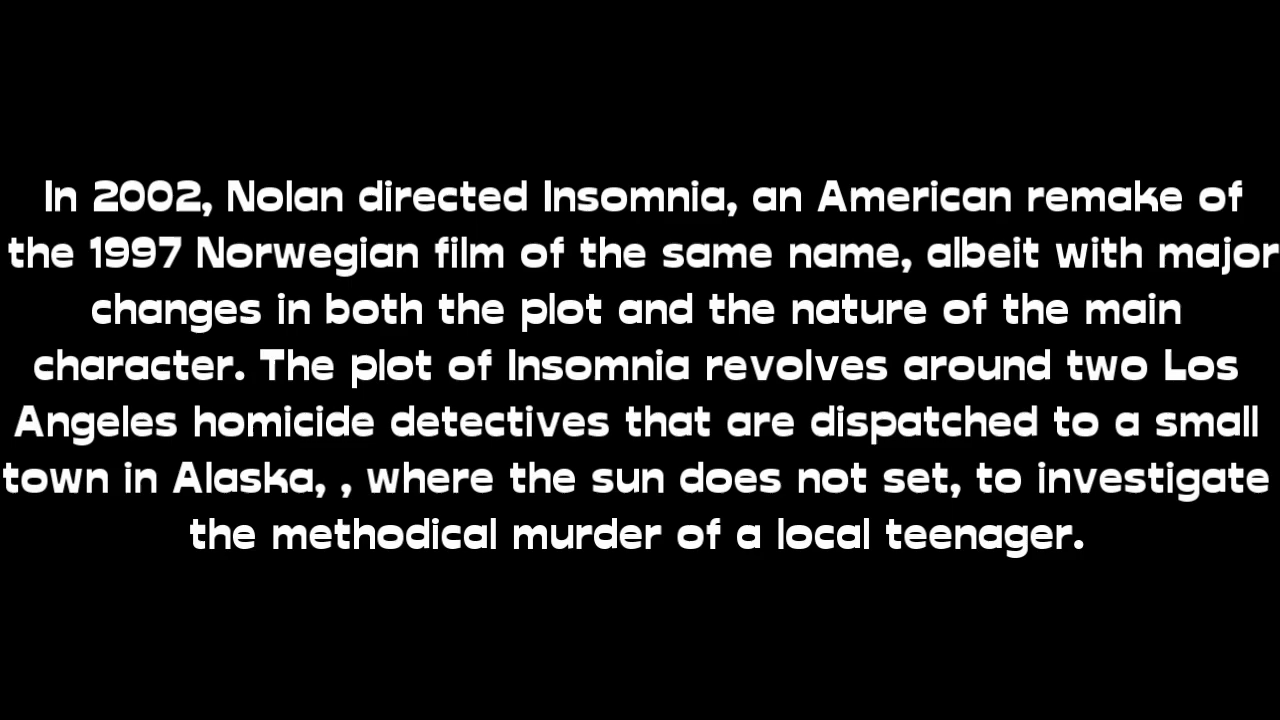 In 2002, Nolan directed Insomnia, an American remake of
the 1997 Norwegian film of the same name, albeit with major
changes in both the plot and the nature of the main
character. The plot of Insomnia revolves around two Los
Angeles homicide detectives that are dispatched to a small
town in Alaska, , where the sun does not set, to investigate
the methodical murder of a local teenager.